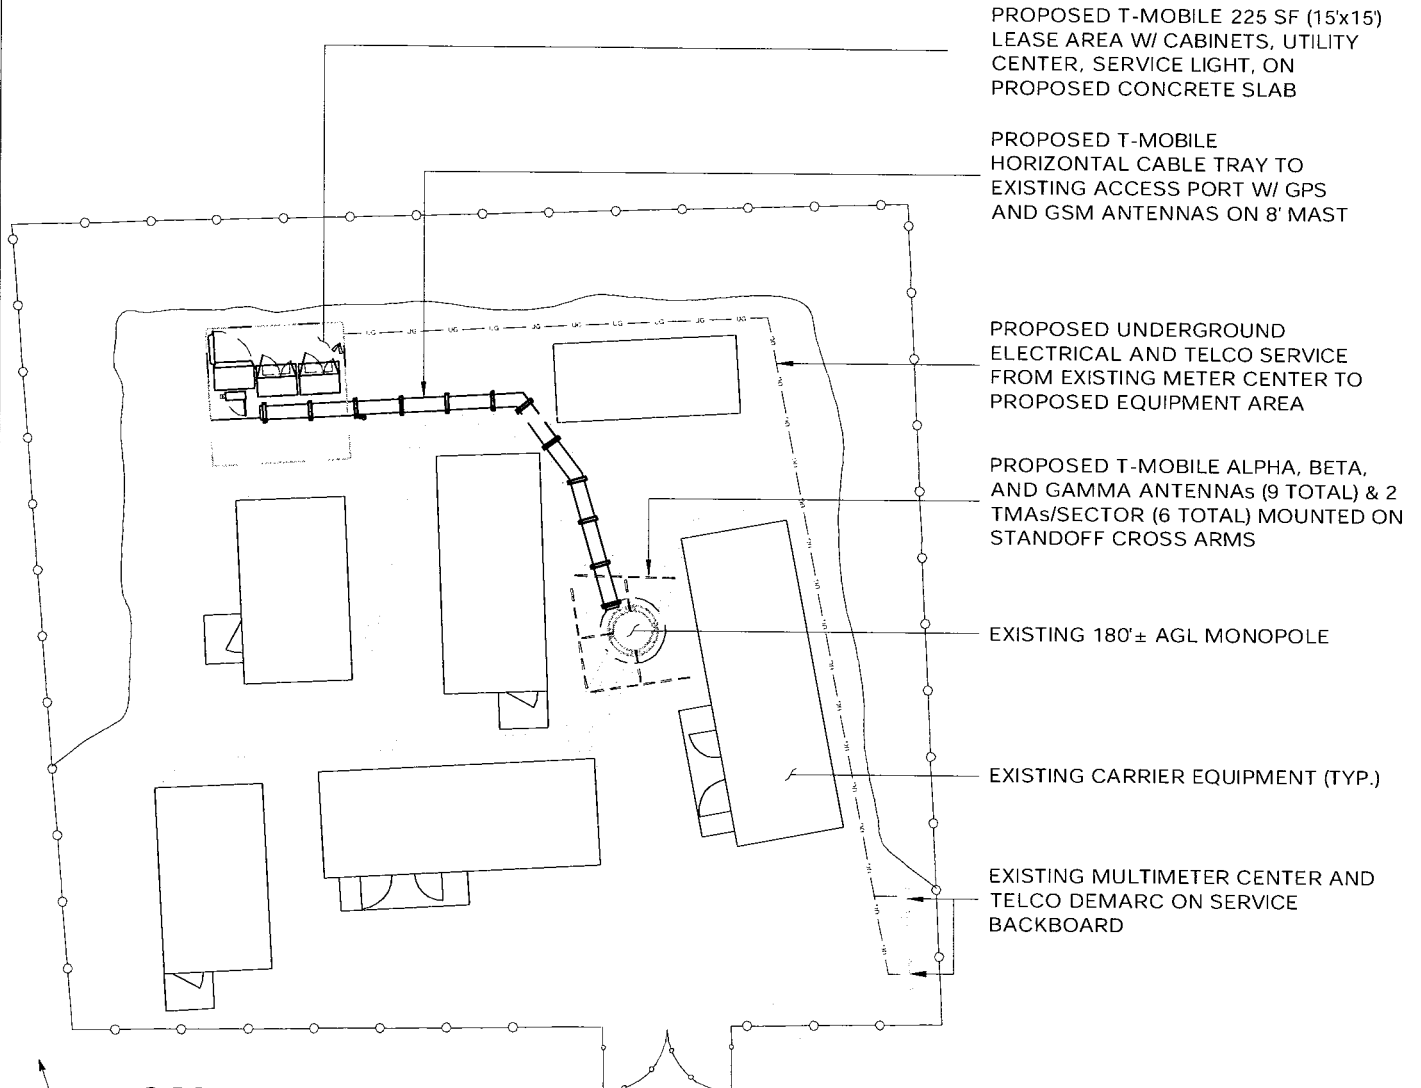 PROPOSED T-MOBILE 225 SF (15'x15')
LEASE AREA W/ CABINETS, UTILITY
CENTER, SERVICE LIGHT, ON
PROPOSED CONCRETE SLAB
PROPOSED T-MOBILE
HORIZONTAL CABLE TRAY TO
EXISTING ACCESS PORT W/ GPS
AND GSM ANTENNAS ON 8' MAST
PROPOSED UNDERGROUND
ELECTRICAL AND TELCO SERVICE
FROM EXISTING METER CENTER TO
PROPOSED EQUIPMENT AREA
PROPOSED T-MOBILE ALPHA, BETA,
AND GAMMA ANTENNAs (9 TOTAL) & 2
TMAs/SECTOR (6 TOTAL) MOUNTED ON
STANDOFF CROSS ARMS
EXISTING 180'± AGL MONOPOLE
EXISTING CARRIER EQUIPMENT (TYP.)
EXISTING MULTIMETER CENTER AND
TELCO DEMARC ON SERVICE
BACKBOARD